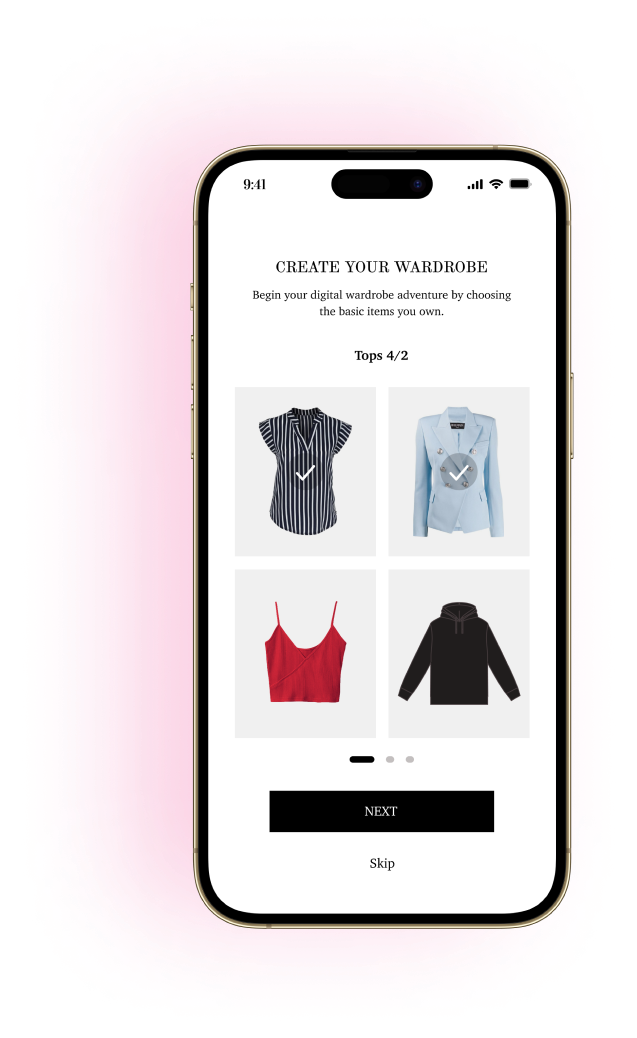 9:41
CREATE YOUR WARDROBE
Begin your digital wardrobe adventure by choosing
the basic items you own.
Tops 4/2
NEXT
Skip